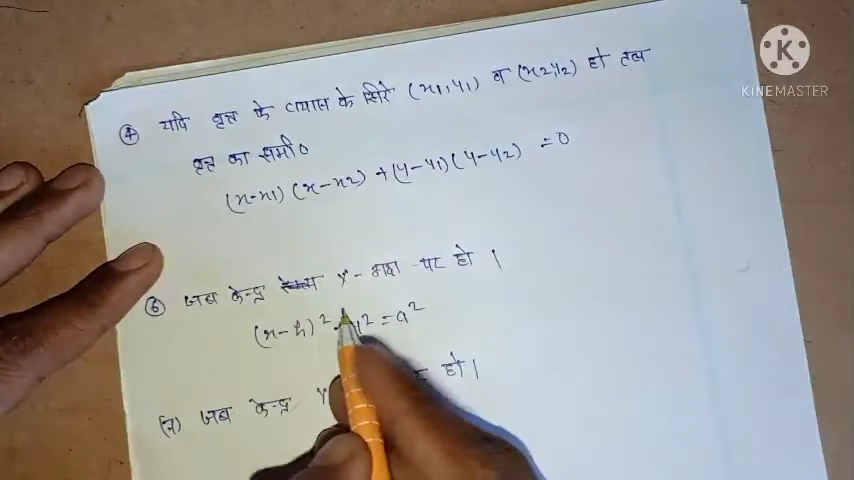 KINEMASTER
④ यदि वृत्त के व्यास के सिरे (x1, y1) व (x2, y2) हो तब
वृत्त का समी०
(x-x1) (x-x2) + (y-y1) (y-y2) = 0
⑥ जब केन्द्र Y-अक्ष पर हो ।
(x-h)² y² = a²
जब केन्द्र Y हो ।